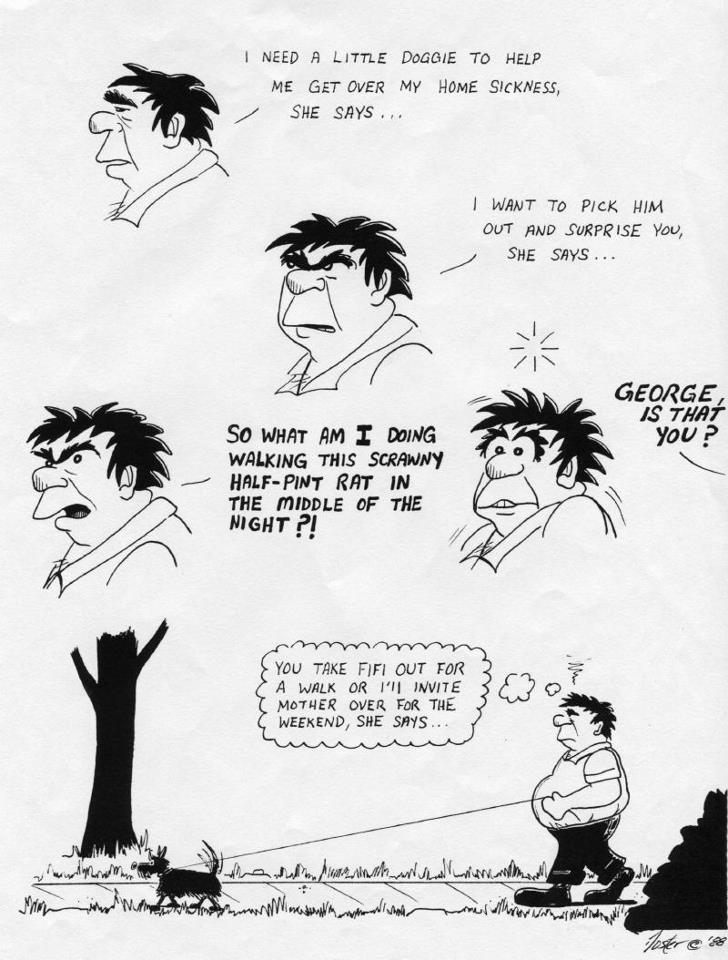 I NEED A LITTLE DOGGIE TO HELP
ME GET OVER MY HOME SICKNESS,
SHE SAYS...
I WANT TO PICK HIM
OUT AND SURPRISE YOU,
SHE SAYS...
SO WHAT AM I DOING
WALKING THIS SCRAWNY
HALF-PINT RAT IN
THE MIDDLE OF THE
NIGHT?!
GEORGE,
IS THAT
YOU?
YOU TAKE FIFI OUT FOR
A WALK OR I'll INVITE
MOTHER OVER FOR THE
WEEKEND, SHE SAYS...
Foster © '88